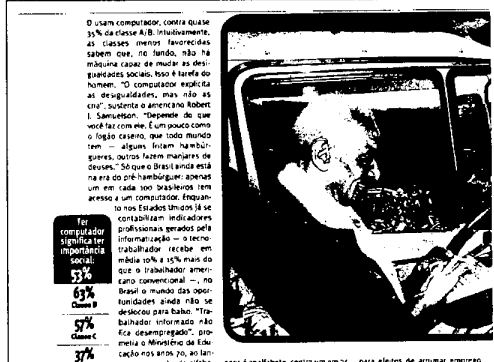 D usam computador, contra quase
35% da classe A/B. Intuitivamente,
as classes menos favorecidas
sabem que, no fundo, não há
máquina capaz de mudar as desi-
gualdades sociais. Isso é tarefa do
homem. "O computador explicita
as desigualdades, mas não as
cria", sustenta o americano Robert
J. Samuelson. "Depende do que
você faz com ele. É um pouco como
o fogão caseiro, que todo mundo
tem — alguns fritam hambúr-
gueres, outros fazem manjares de
deuses." Só que o Brasil ainda está
na era do pré-hambúrguer: apenas
um em cada 100 brasileiros tem
acesso a um computador. Enquan-
to nos Estados Unidos já se
contabilizam indicadores
profissionais gerados pela
informatização — o tecno-
trabalhador recebe em
média 10% a 15% mais do
que o trabalhador ameri-
cano convencional —, no
Brasil o mundo das opor-
tunidades ainda não se
deslocou para baixo. "Tra-
balhador informado não
fica desempregado", pro-
metia o Ministério da Edu-
cação nos anos 70, ao lan-
Ter
computador
significa ter
importância
social:
53%
63%
Classe D
57%
Classe C
37%
para efeitos de arrumar emprego